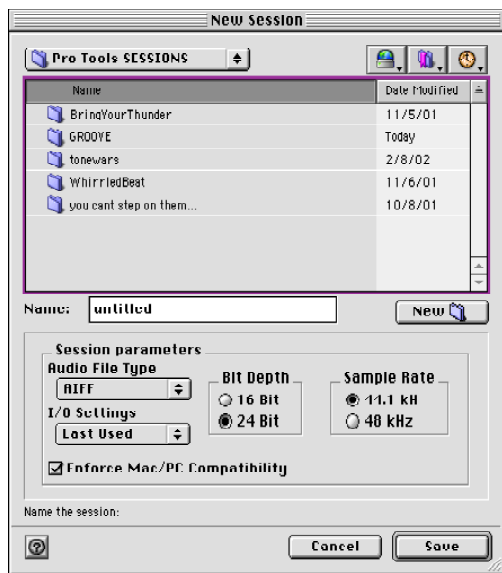 New Session
Pro Tools SESSIONS
Name Date Modified
BringYourThunder 11/5/01
GROOVE Today
tonewars 2/8/02
WhirrledBeat 11/6/01
you cant step on them... 10/8/01
Name: untitled New
Session parameters
Audio File Type
AIFF
I/O Settings
Last Used
Bit Depth
16 Bit
24 Bit
Sample Rate
44.1 kH
48 kHz
Enforce Mac/PC Compatibility
Name the session:
?
Cancel Save